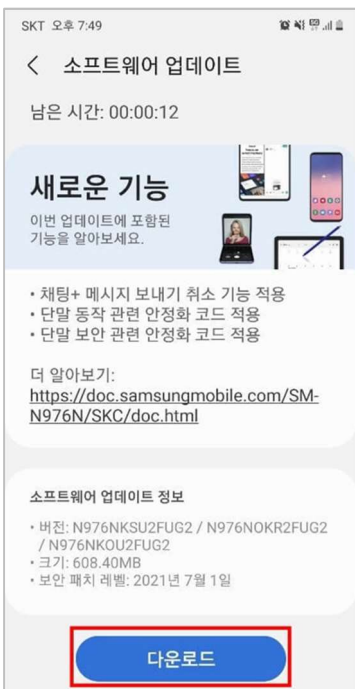 SKT 오후 7:49
소프트웨어 업데이트
남은 시간: 00:00:12
새로운 기능
이번 업데이트에 포함된
기능을 알아보세요.
• 채팅+ 메시지 보내기 취소 기능 적용
• 단말 동작 관련 안정화 코드 적용
• 단말 보안 관련 안정화 코드 적용
더 알아보기:
https://doc.samsungmobile.com/SM-
N976N/SKC/doc.html
소프트웨어 업데이트 정보
• 버전: N976NKSU2FUG2 / N976NOKR2FUG2
/ N976NKOU2FUG2
• 크기: 608.40MB
• 보안 패치 레벨: 2021년 7월 1일
다운로드